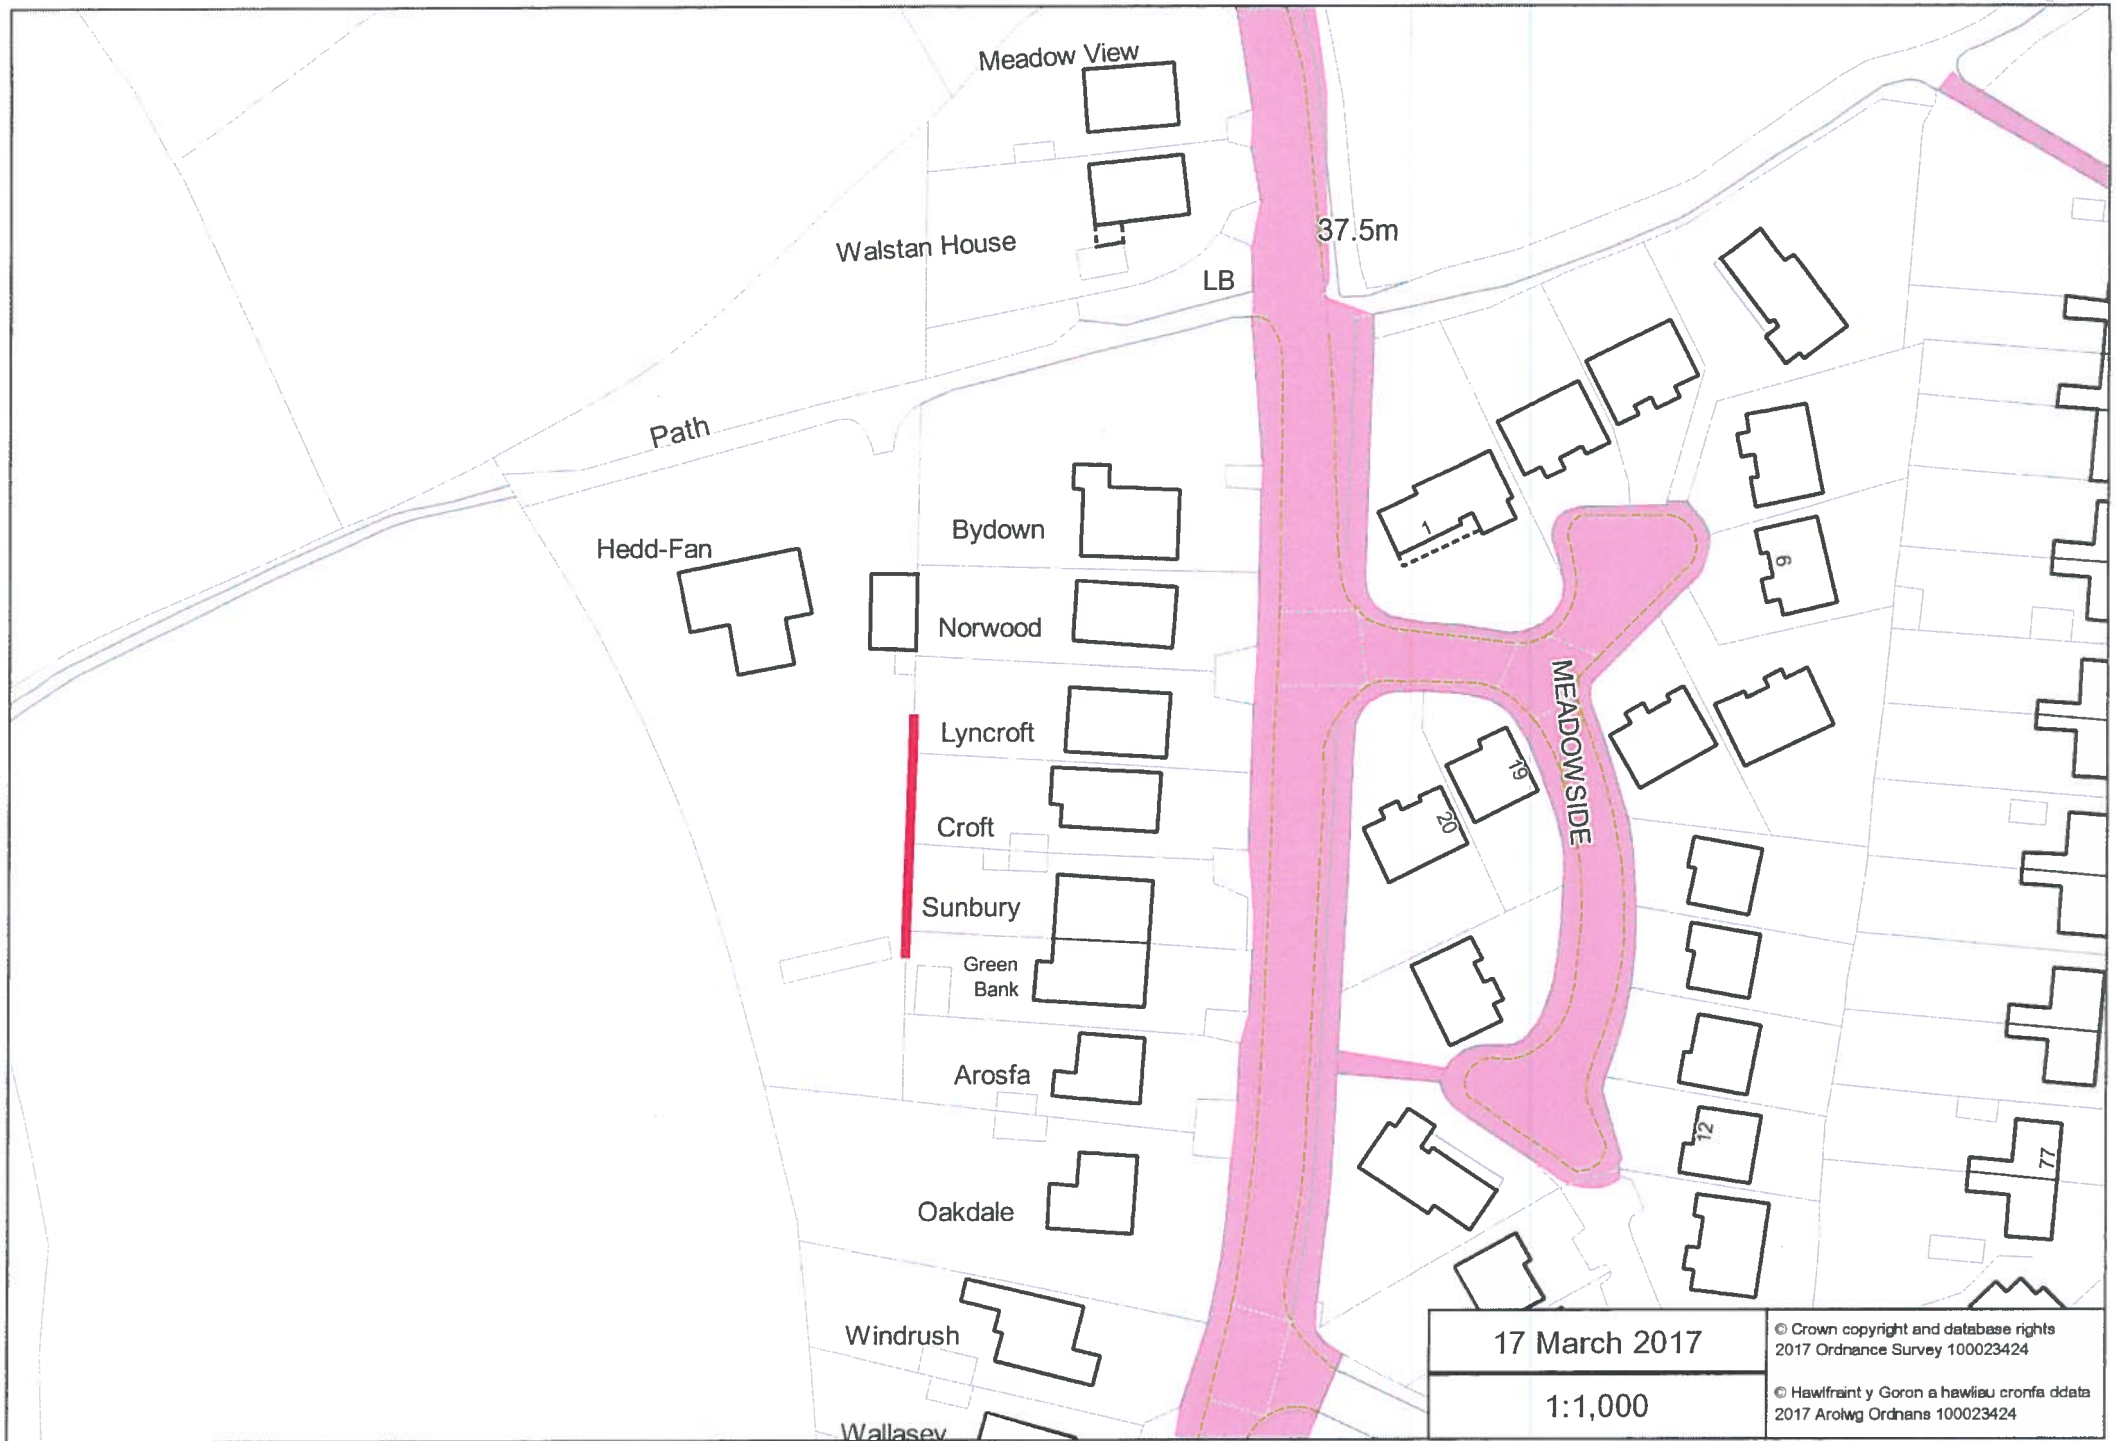 Meadow View
Walstan House
37.5m
LB
Path
Hedd-Fan
Bydown
1
9
Norwood
MEADOWSIDE
Lyncroft
19
20
Croft
Sunbury
Green
Bank
Arosfa
12
77
Oakdale
Windrush
Wallasey
17 March 2017
1:1,000
© Crown copyright and database rights
2017 Ordnance Survey 100023424
© Hawlfraint y Goron a hawliau cronfa ddata
2017 Arolwg Ordnans 100023424